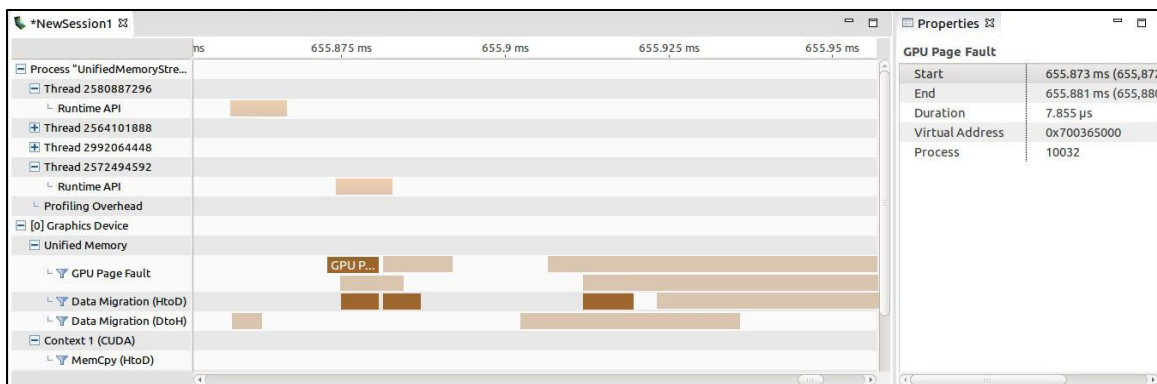 *NewSession1
ms 655.875 ms 655.9 ms 655.925 ms 655.95 ms
Process "UnifiedMemoryStre...
Thread 2580887296
Runtime API
Thread 2564101888
Thread 2992064448
Thread 2572494592
Runtime API
Profiling Overhead
[0] Graphics Device
Unified Memory
GPU P...
GPU Page Fault
Data Migration (HtoD)
Data Migration (DtoH)
Context 1 (CUDA)
MemCpy (HtoD)
Properties
GPU Page Fault
Start 655.873 ms (655,872
End 655.881 ms (655,880
Duration 7.855 μs
Virtual Address 0x700365000
Process 10032